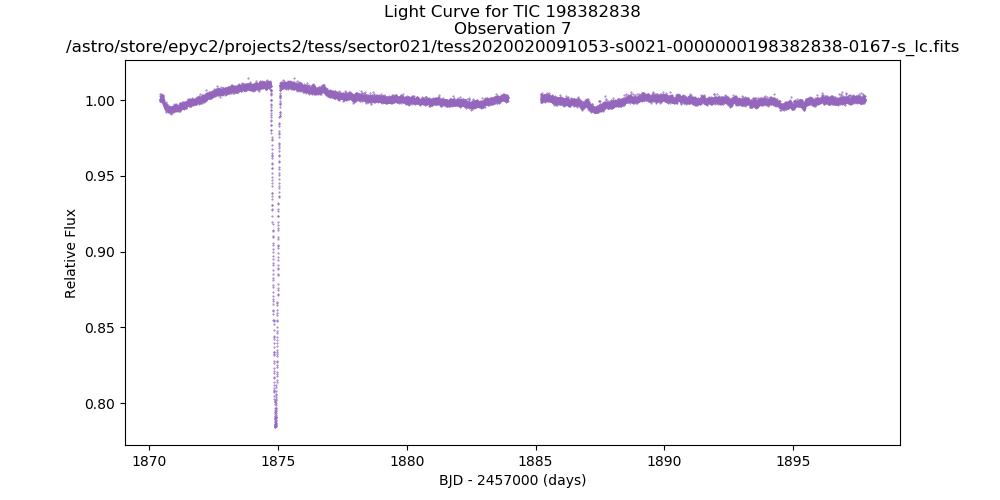 Light Curve for TIC 198382838
Observation 7
/astro/store/epyc2/projects2/tess/sector021/tess2020020091053-s0021-0000000198382838-0167-s_lc.fits
1.00
0.95
0.90
0.85
0.80
Relative Flux
1870
1875
1880
1885
1890
1895
BJD - 2457000 (days)